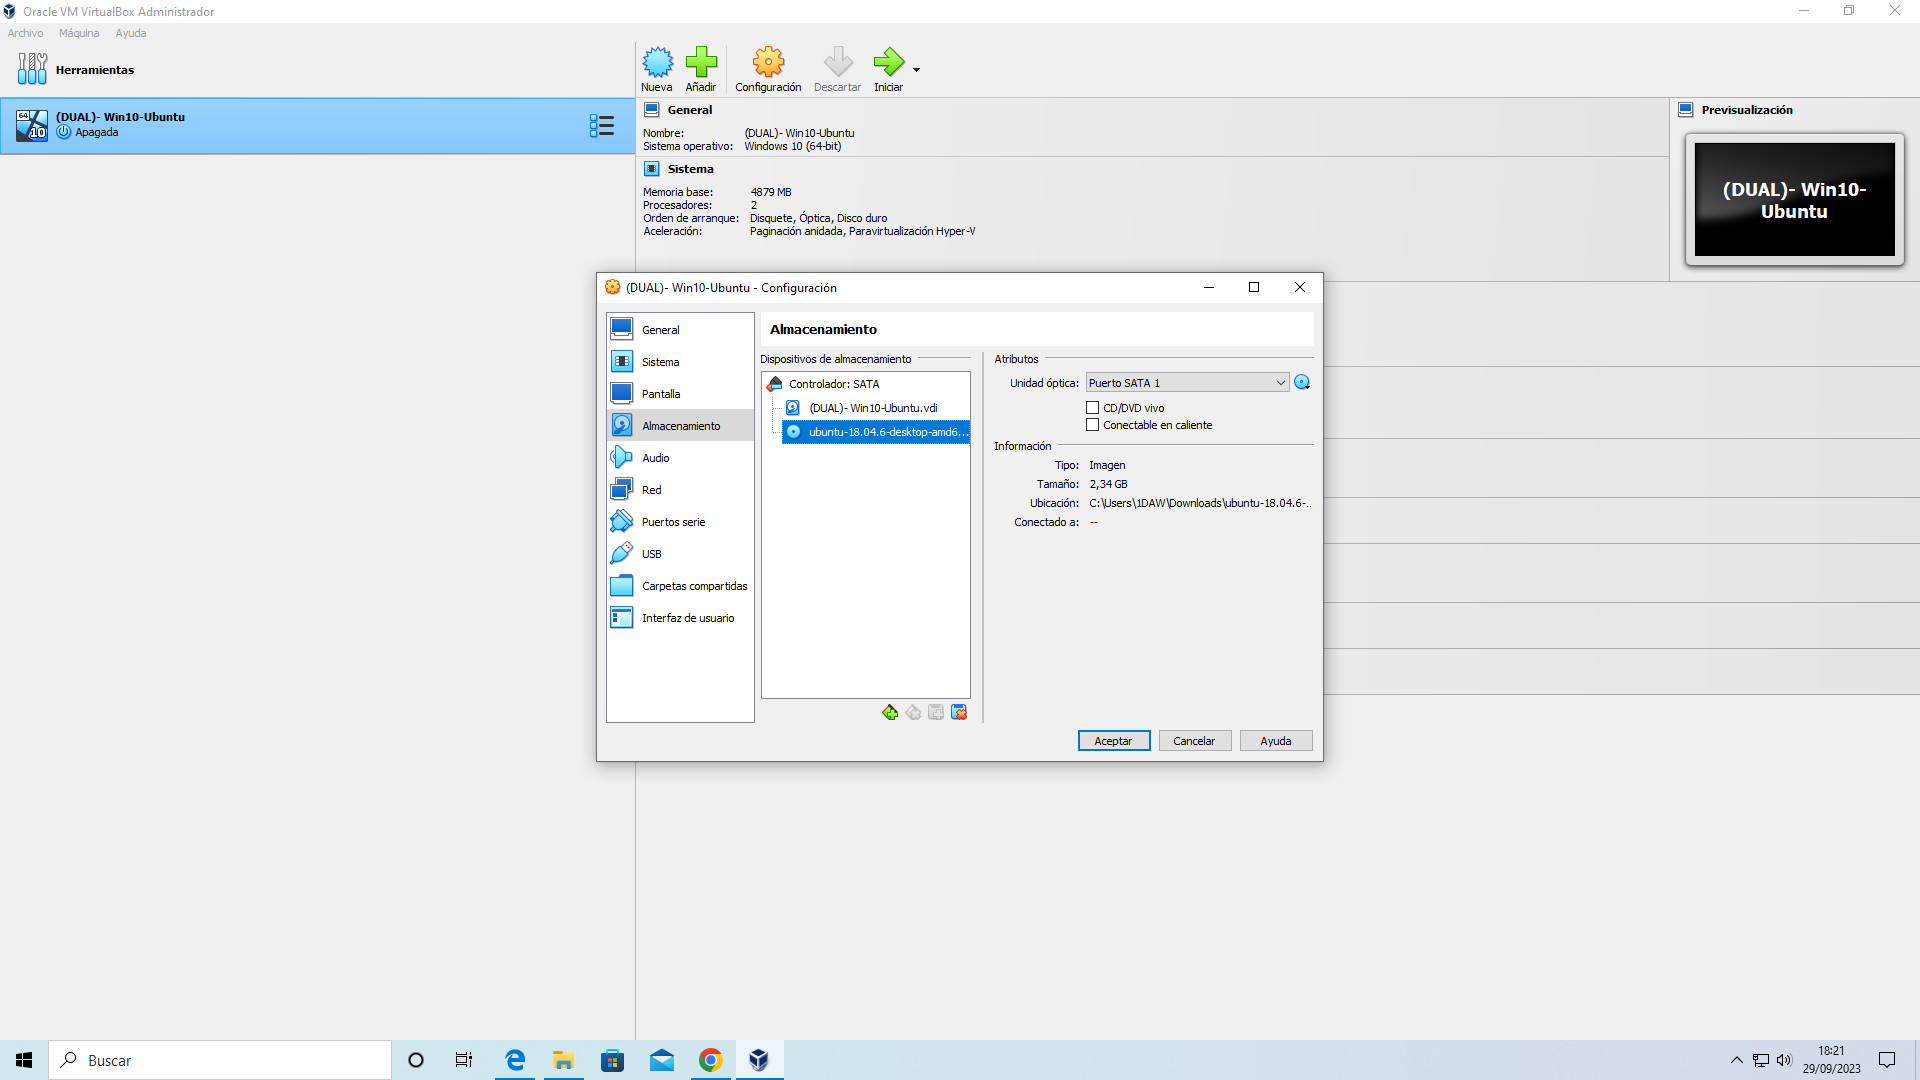 Oracle VM VirtualBox Administrador
Archivo Máquina Ayuda
Herramientas
Nueva Añadir Configuración Descartar Iniciar
64
10
(DUAL)- Win10-Ubuntu
Apagada
General
Nombre: (DUAL)- Win10-Ubuntu
Sistema operativo: Windows 10 (64-bit)
Sistema
Memoria base: 4879 MB
Procesadores: 2
Orden de arranque: Disquete, Óptica, Disco duro
Aceleración: Paginación anidada, Paravirtualización Hyper-V
Previsualización
(DUAL)- Win10-
Ubuntu
(DUAL)- Win10-Ubuntu - Configuración
General
Sistema
Pantalla
Almacenamiento
Audio
Red
Puertos serie
USB
Carpetas compartidas
Interfaz de usuario
Almacenamiento
Dispositivos de almacenamiento
Controlador: SATA
(DUAL)- Win10-Ubuntu.vdi
ubuntu-18.04.6-desktop-amd6...
Atributos
Unidad óptica: Puerto SATA 1
CD/DVD vivo
Conectable en caliente
Información
Tipo: Imagen
Tamaño: 2,34 GB
Ubicación: C:\Users\1DAW\Downloads\ubuntu-18.04.6-..
Conectado a: --
Aceptar Cancelar Ayuda
Buscar
18:21
29/09/2023